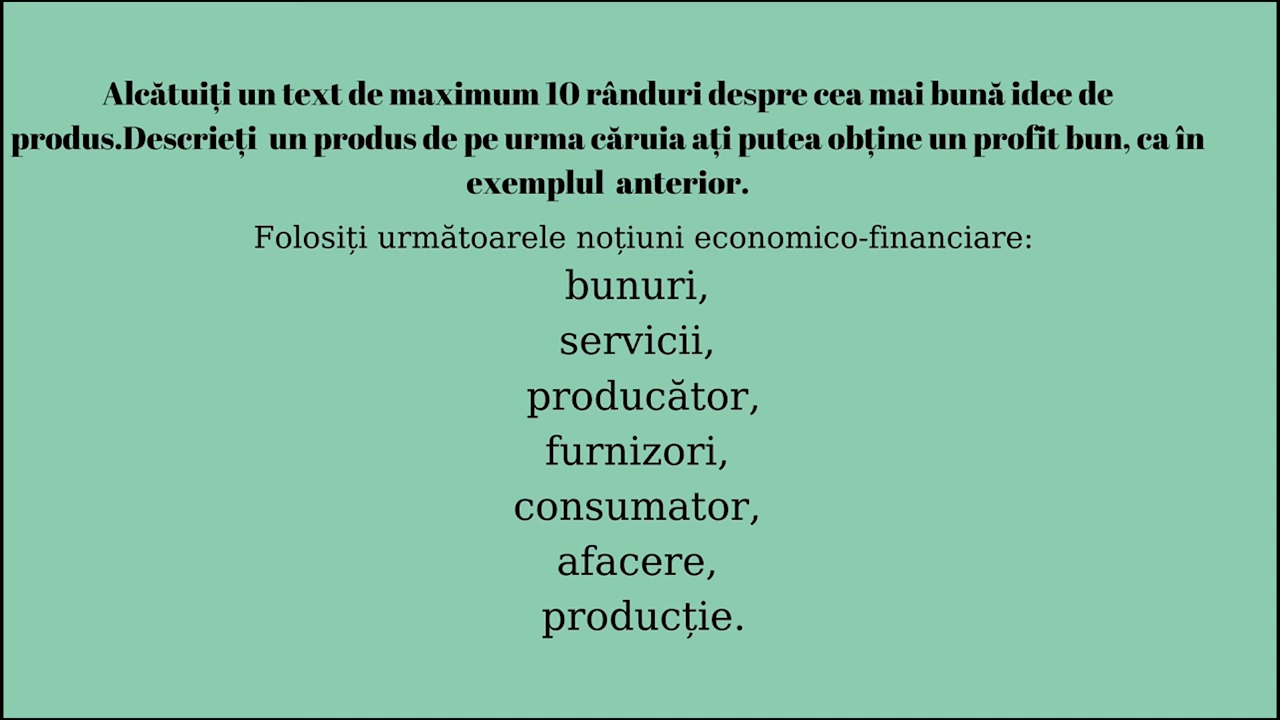 Alcătuiți un text de maximum 10 rânduri despre cea mai bună idee de
produs.Descrieți un produs de pe urma căruia ați putea obține un profit bun, ca în
exemplul anterior.
Folosiți următoarele noțiuni economico-financiare:
bunuri,
servicii,
producător,
furnizori,
consumator,
afacere,
producție.